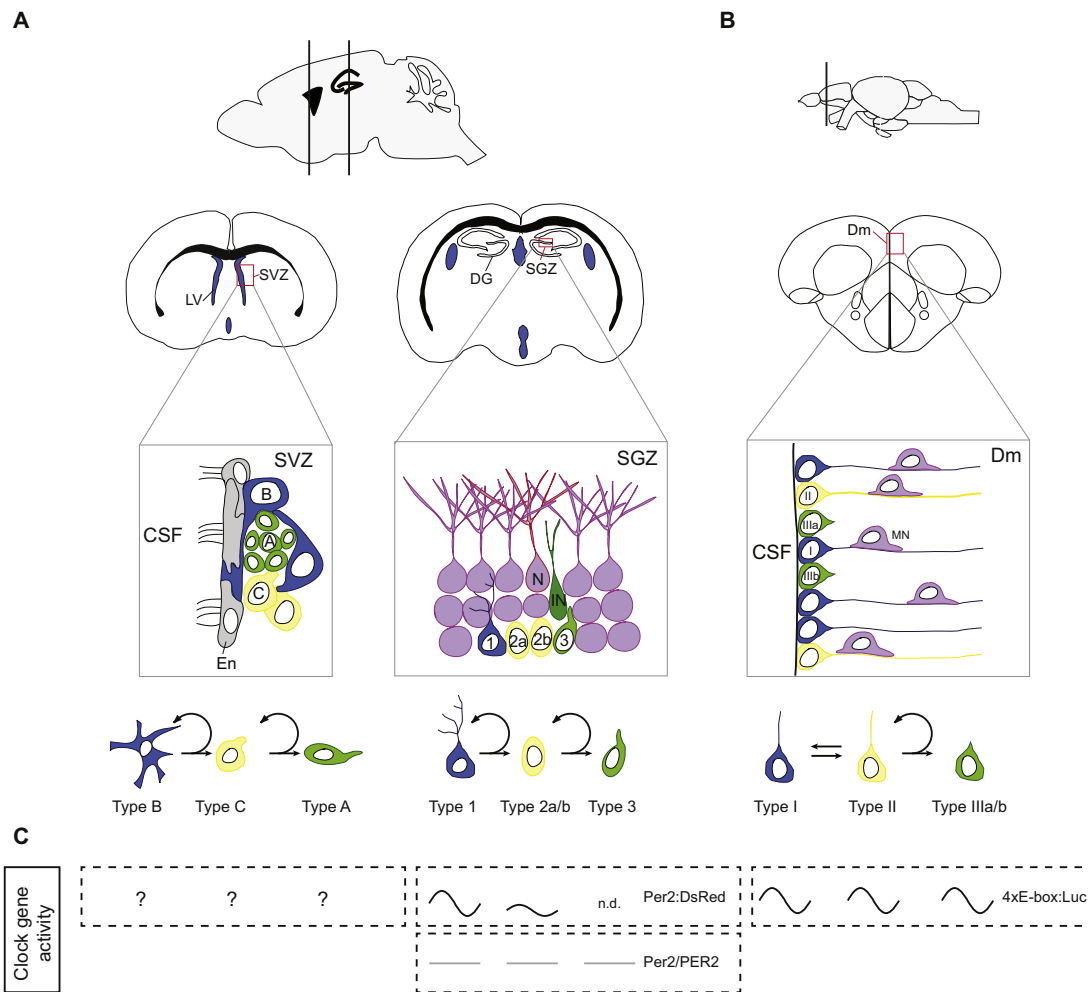 A
B
LV
SVZ
DG
SGZ
Dm
SVZ
CSF
B
A
C
En
SGZ
N
IN
1
2a
2b
3
Dm
CSF
II
IIIa
I
IIIb
MN
Type B
Type C
Type A
Type 1
Type 2a/b
Type 3
Type I
Type II
Type IIIa/b
C
Clock gene
activity
?
?
?
n.d.
Per2:DsRed
4xE-box:Luc
Per2/PER2